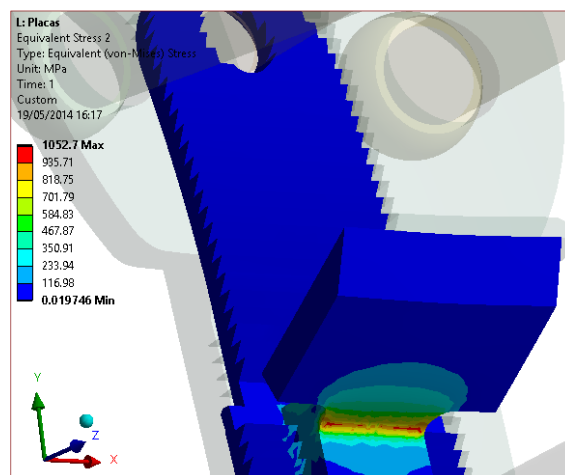 L: Placas
Equivalent Stress 2
Type: Equivalent (von-Mises) Stress
Unit: MPa
Time: 1
Custom
19/05/2014 16:17
1052.7 Max
935.71
818.75
701.79
584.83
467.87
350.91
233.94
116.98
0.019746 Min
Y
Z
X